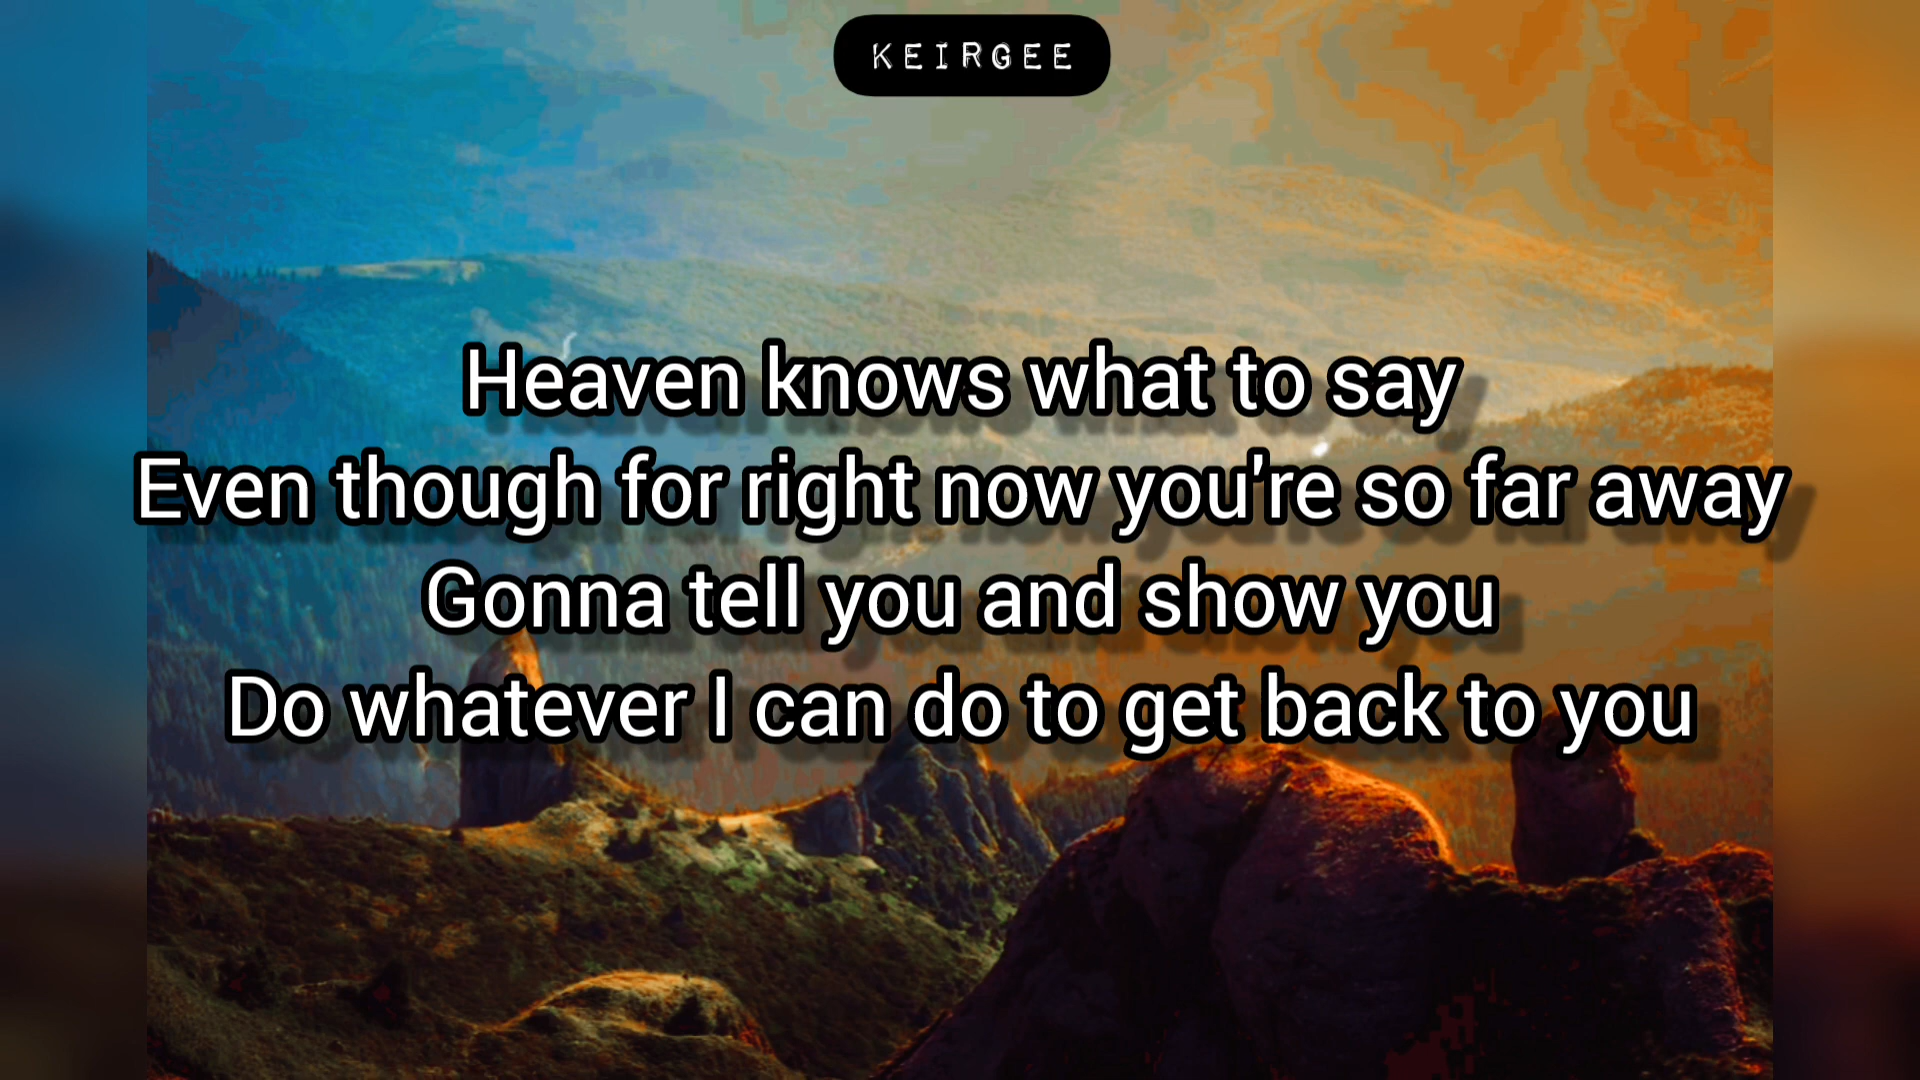 KEIRGEE
Heaven knows what to say
Even though for right now you're so far away
Gonna tell you and show you
Do whatever I can do to get back to you